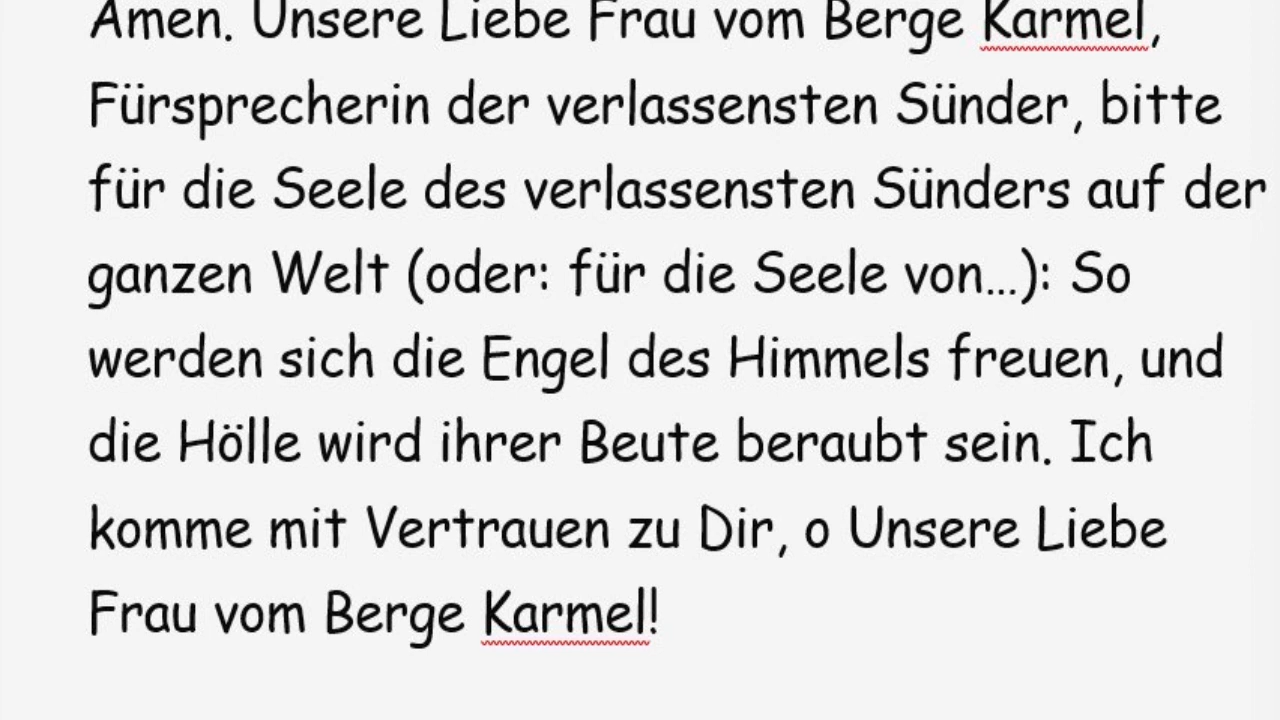 Amen. Unsere Liebe Frau vom Berge Karmel,
Fürsprecherin der verlassensten Sünder, bitte
für die Seele des verlassensten Sünders auf der
ganzen Welt (oder: für die Seele von...): So
werden sich die Engel des Himmels freuen, und
die Hölle wird ihrer Beute beraubt sein. Ich
komme mit Vertrauen zu Dir, o Unsere Liebe
Frau vom Berge Karmel!